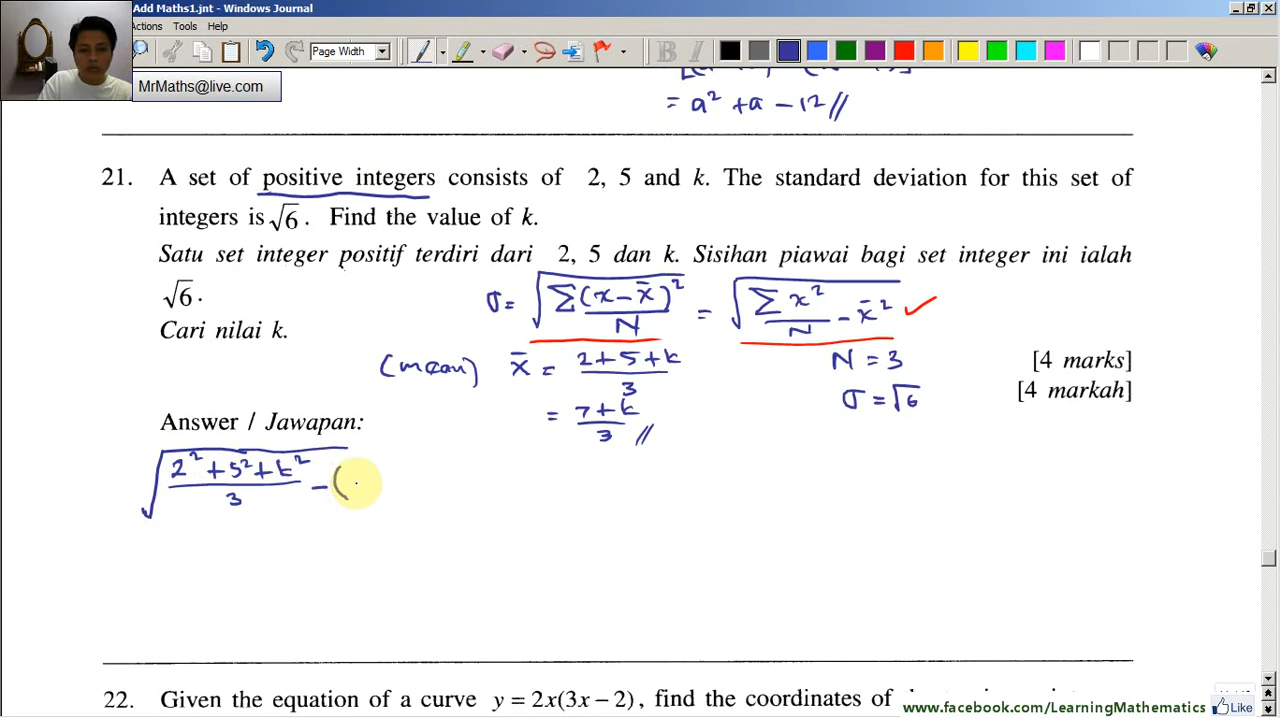 Add Maths1.jnt - Windows Journal
Actions Tools Help
Page Width
MrMaths@live.com
= a² + a - 12 //
21. A set of positive integers consists of 2, 5 and k. The standard deviation for this set of
integers is √6. Find the value of k.
Satu set integer positif terdiri dari 2, 5 dan k. Sisihan piawai bagi set integer ini ialah
√6.
σ = √(Σ(x - x̄)²/N) = √(Σx²/N - x̄²) ✓
Cari nilai k.
(mean) x̄ = (2+5+k)/3
N = 3
[4 marks]
σ = √6
[4 markah]
= (7+k)/3 //
Answer / Jawapan:
√((2² + 5² + k²)/3 - (
22. Given the equation of a curve y = 2x(3x − 2), find the coordinates of
www.facebook.com/LearningMathematics
Like